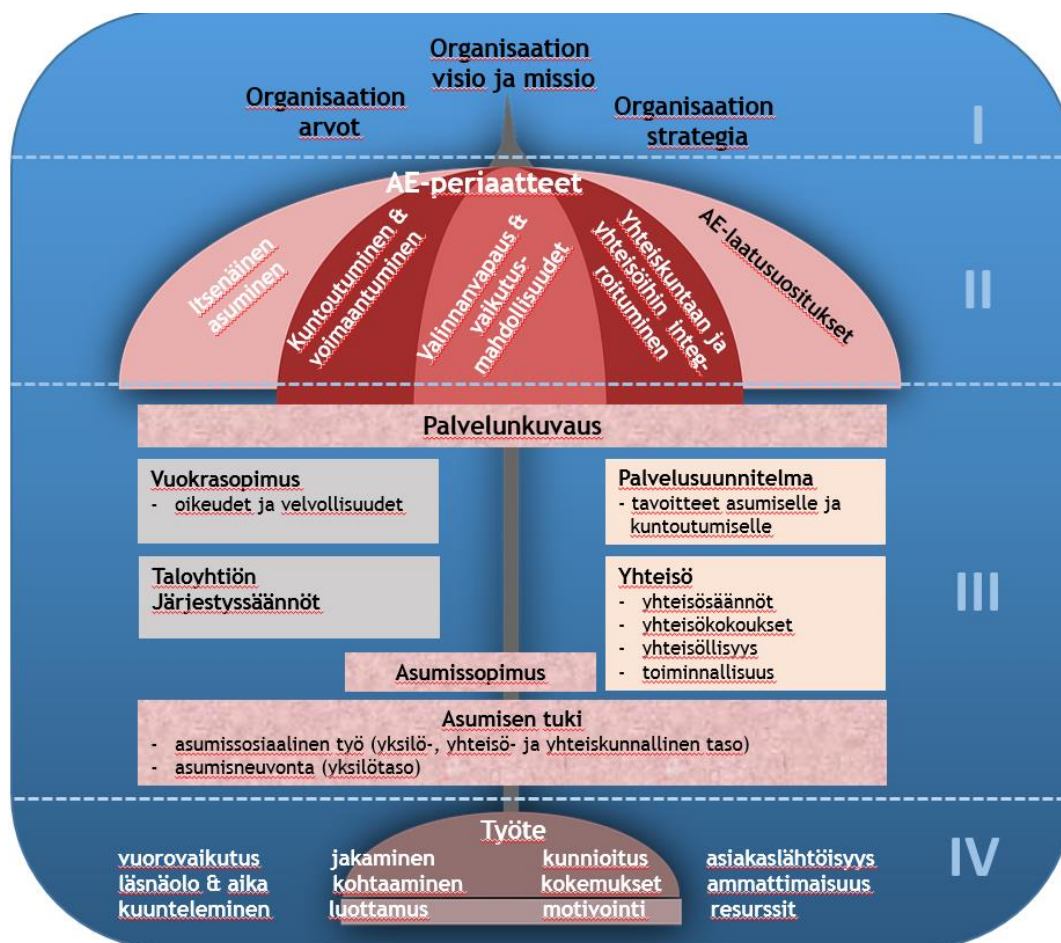 Organisaation
visio ja missio
Organisaation
arvot
Organisaation
strategia
I
AE-periaatteet
Itsenäinen
asuminen
Kuntoutuminen &
voimaantuminen
Valinnanvapaus &
vaikutus-
mahdollisuudet
Yhteiskuntaan ja
yhteisöihin integ-
roituminen
AE-laatusuositukset
II
Palvelunkuvaus
Vuokrasopimus
- oikeudet ja velvollisuudet
Palvelusuunnitelma
- tavoitteet asumiselle ja
kuntoutumiselle
Taloyhtiön
Järjestyssäännöt
Yhteisö
- yhteisösäännöt
- yhteisökokoukset
- yhteisöllisyys
- toiminnallisuus
III
Asumissopimus
Asumisen tuki
- asumissosiaalinen työ (yksilö-, yhteisö- ja yhteiskunnallinen taso)
- asumisneuvonta (yksilötaso)
Työte
vuorovaikutus jakaminen kunnioitus asiakaslähtöisyys
läsnäolo & aika kohtaaminen kokemukset ammattimaisuus
kuunteleminen luottamus motivointi resurssit
IV